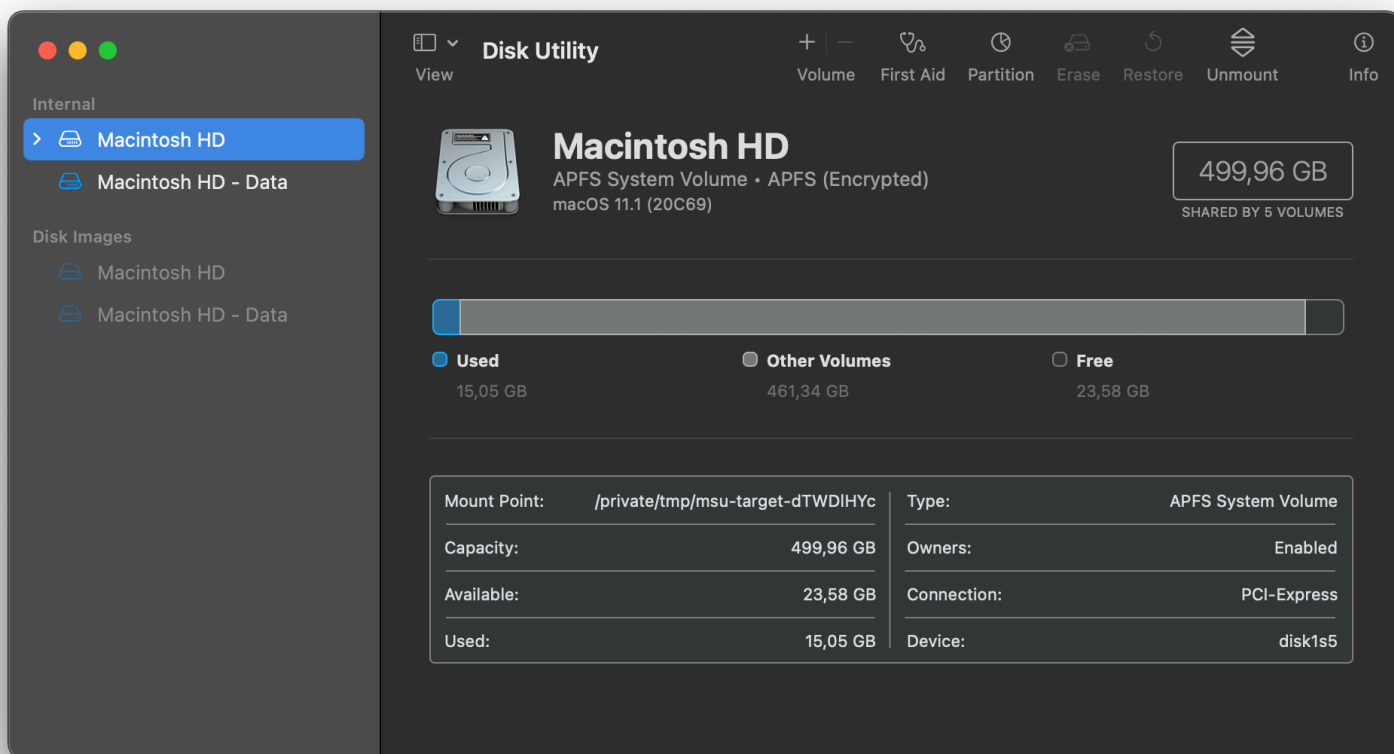 Disk Utility
View
Volume
First Aid
Partition
Erase
Restore
Unmount
Info
Internal
Macintosh HD
Macintosh HD - Data
Disk Images
Macintosh HD
Macintosh HD - Data
Macintosh HD
APFS System Volume • APFS (Encrypted)
macOS 11.1 (20C69)
499,96 GB
SHARED BY 5 VOLUMES
Used
15,05 GB
Other Volumes
461,34 GB
Free
23,58 GB
Mount Point: /private/tmp/msu-target-dTWDlHYc
Capacity: 499,96 GB
Available: 23,58 GB
Used: 15,05 GB
Type: APFS System Volume
Owners: Enabled
Connection: PCI-Express
Device: disk1s5